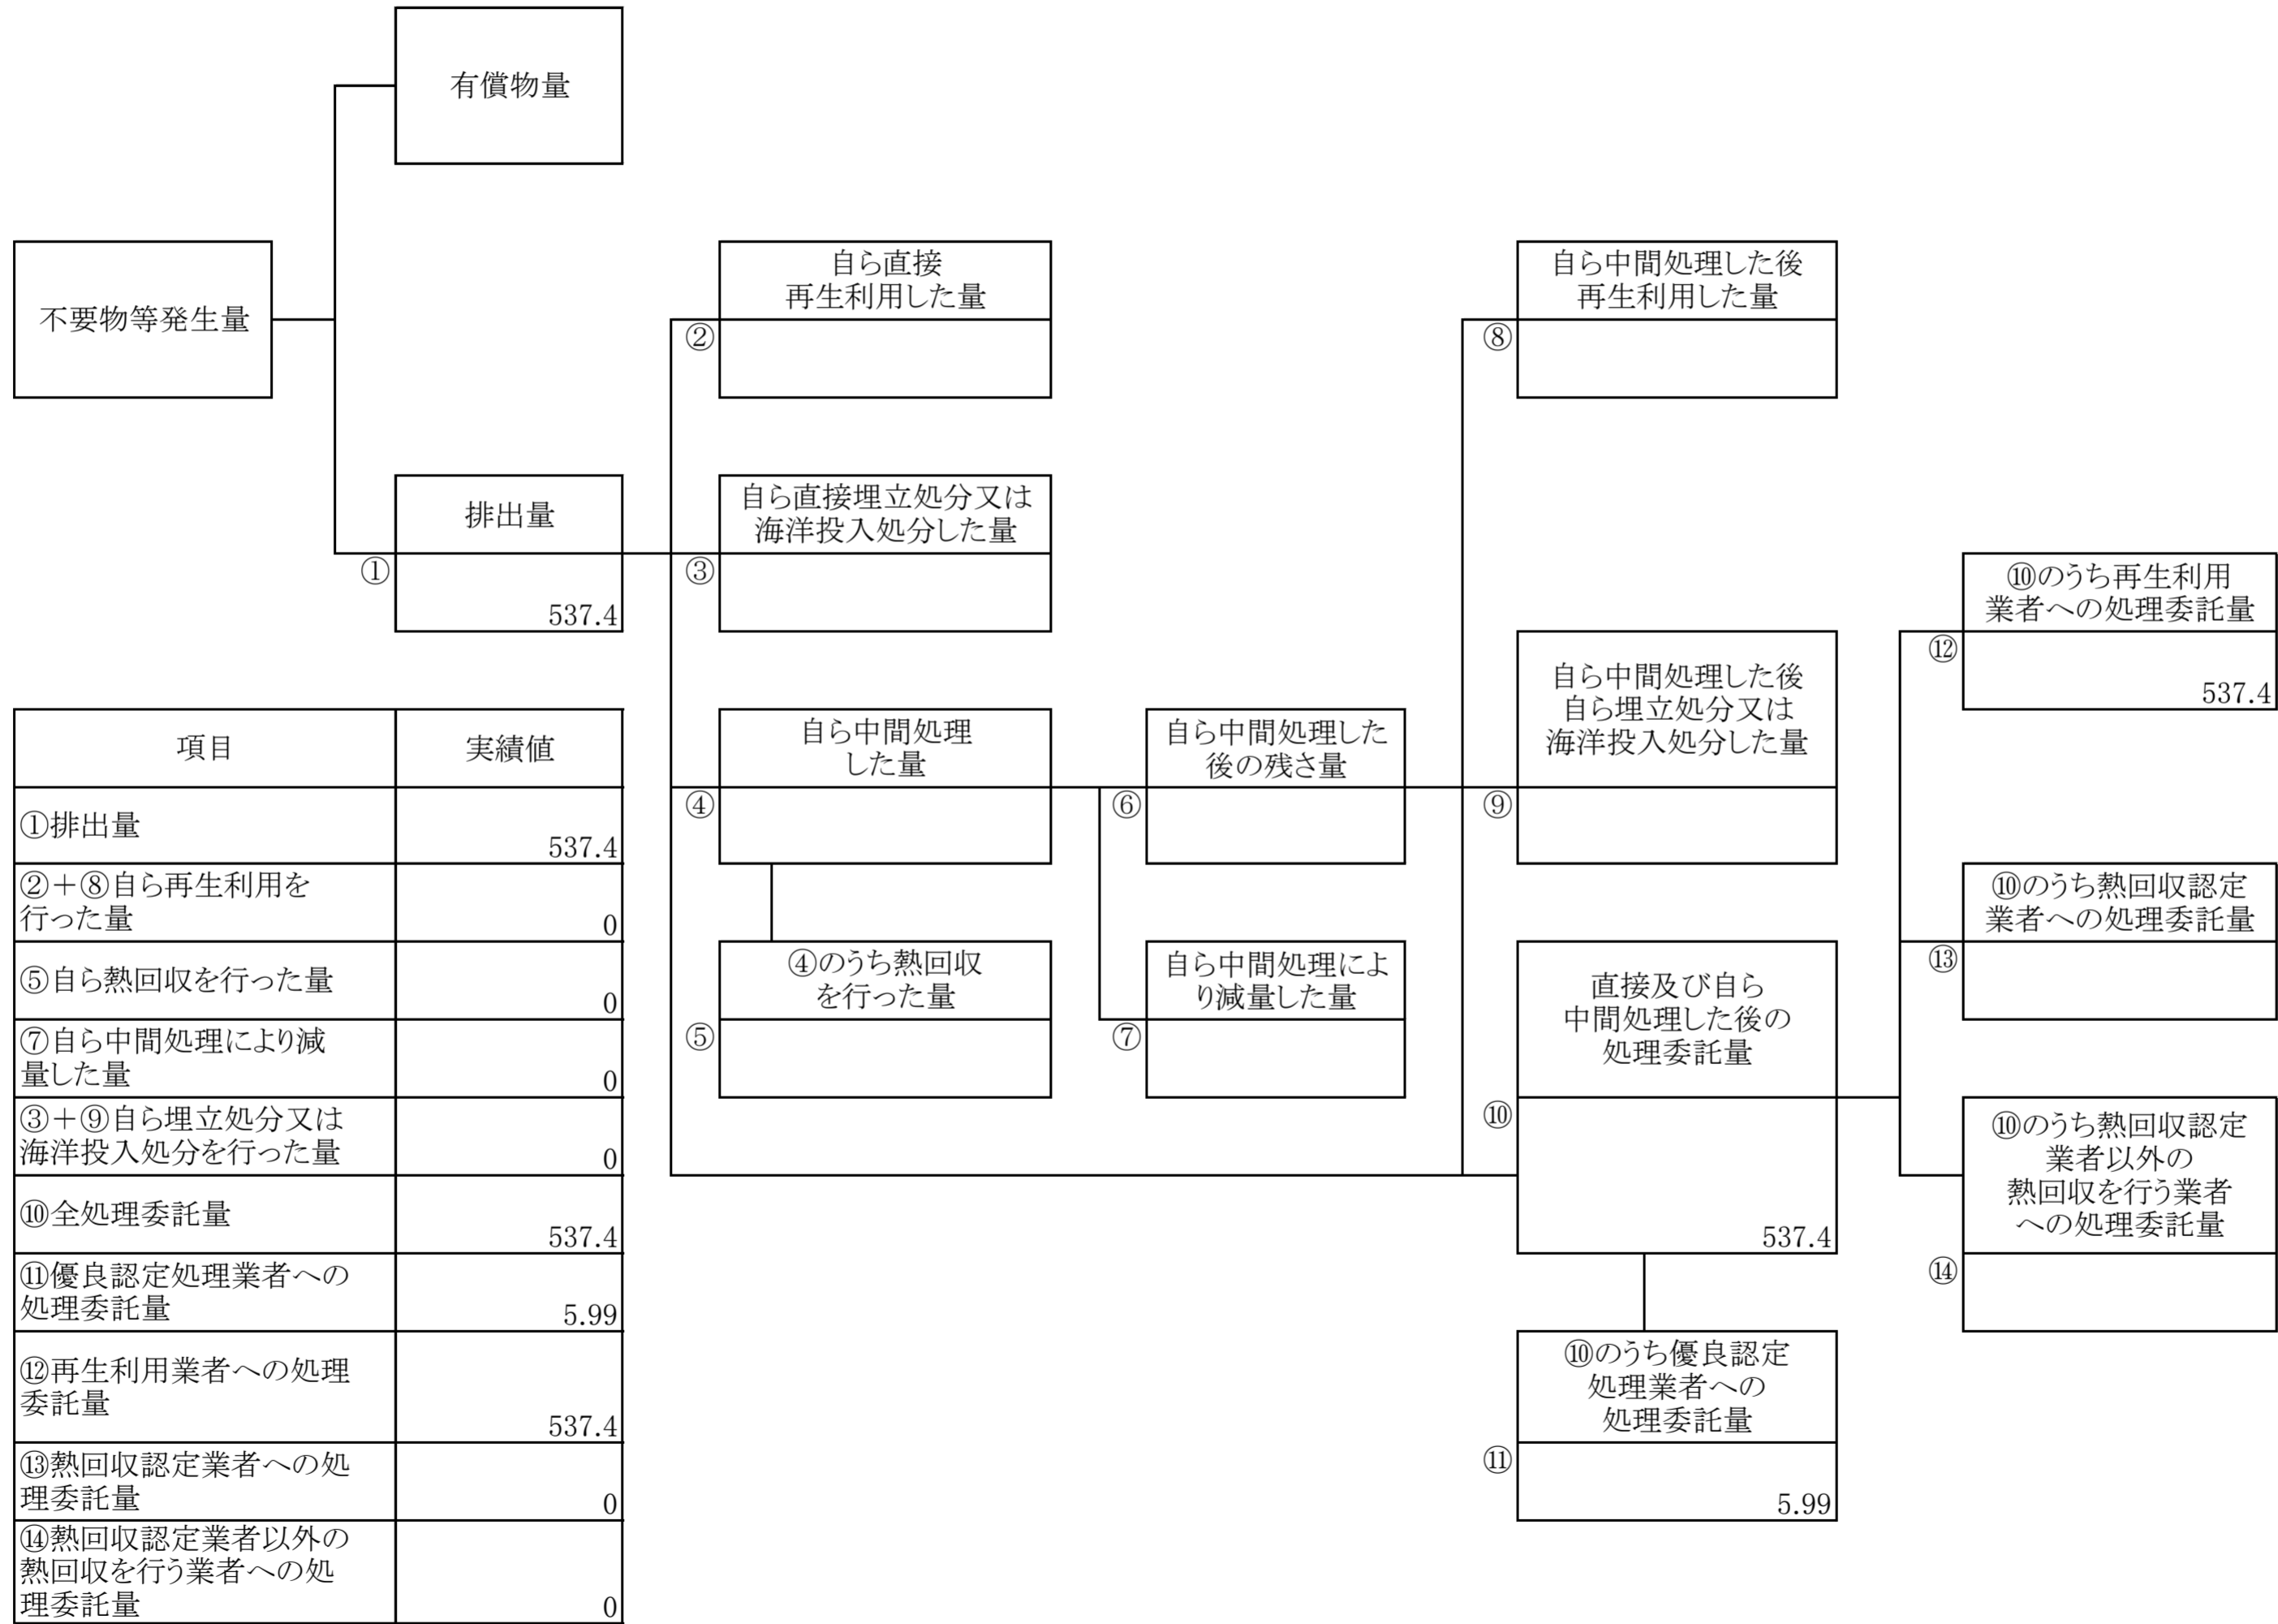 有償物量
不要物等発生量
自ら直接
再生利用した量
②
自ら中間処理した後
再生利用した量
⑧
排出量
①
537.4
自ら直接埋立処分又は
海洋投入処分した量
③
⑩のうち再生利用
業者への処理委託量
⑫
537.4
自ら中間処理した後
自ら埋立処分又は
海洋投入処分した量
⑨
自ら中間処理
した量
④
自ら中間処理した
後の残さ量
⑥
⑩のうち熱回収認定
業者への処理委託量
⑬
④のうち熱回収
を行った量
⑤
自ら中間処理によ
り減量した量
⑦
直接及び自ら
中間処理した後の
処理委託量
⑩
537.4
⑩のうち熱回収認定
業者以外の
熱回収を行う業者
への処理委託量
⑭
⑩のうち優良認定
処理業者への
処理委託量
⑪
5.99
項目
実績値
①排出量
537.4
②+⑧自ら再生利用を
行った量
0
⑤自ら熱回収を行った量
0
⑦自ら中間処理により減
量した量
0
③+⑨自ら埋立処分又は
海洋投入処分を行った量
0
⑩全処理委託量
537.4
⑪優良認定処理業者への
処理委託量
5.99
⑫再生利用業者への処理
委託量
537.4
⑬熱回収認定業者への処
理委託量
0
⑭熱回収認定業者以外の
熱回収を行う業者への処
理委託量
0